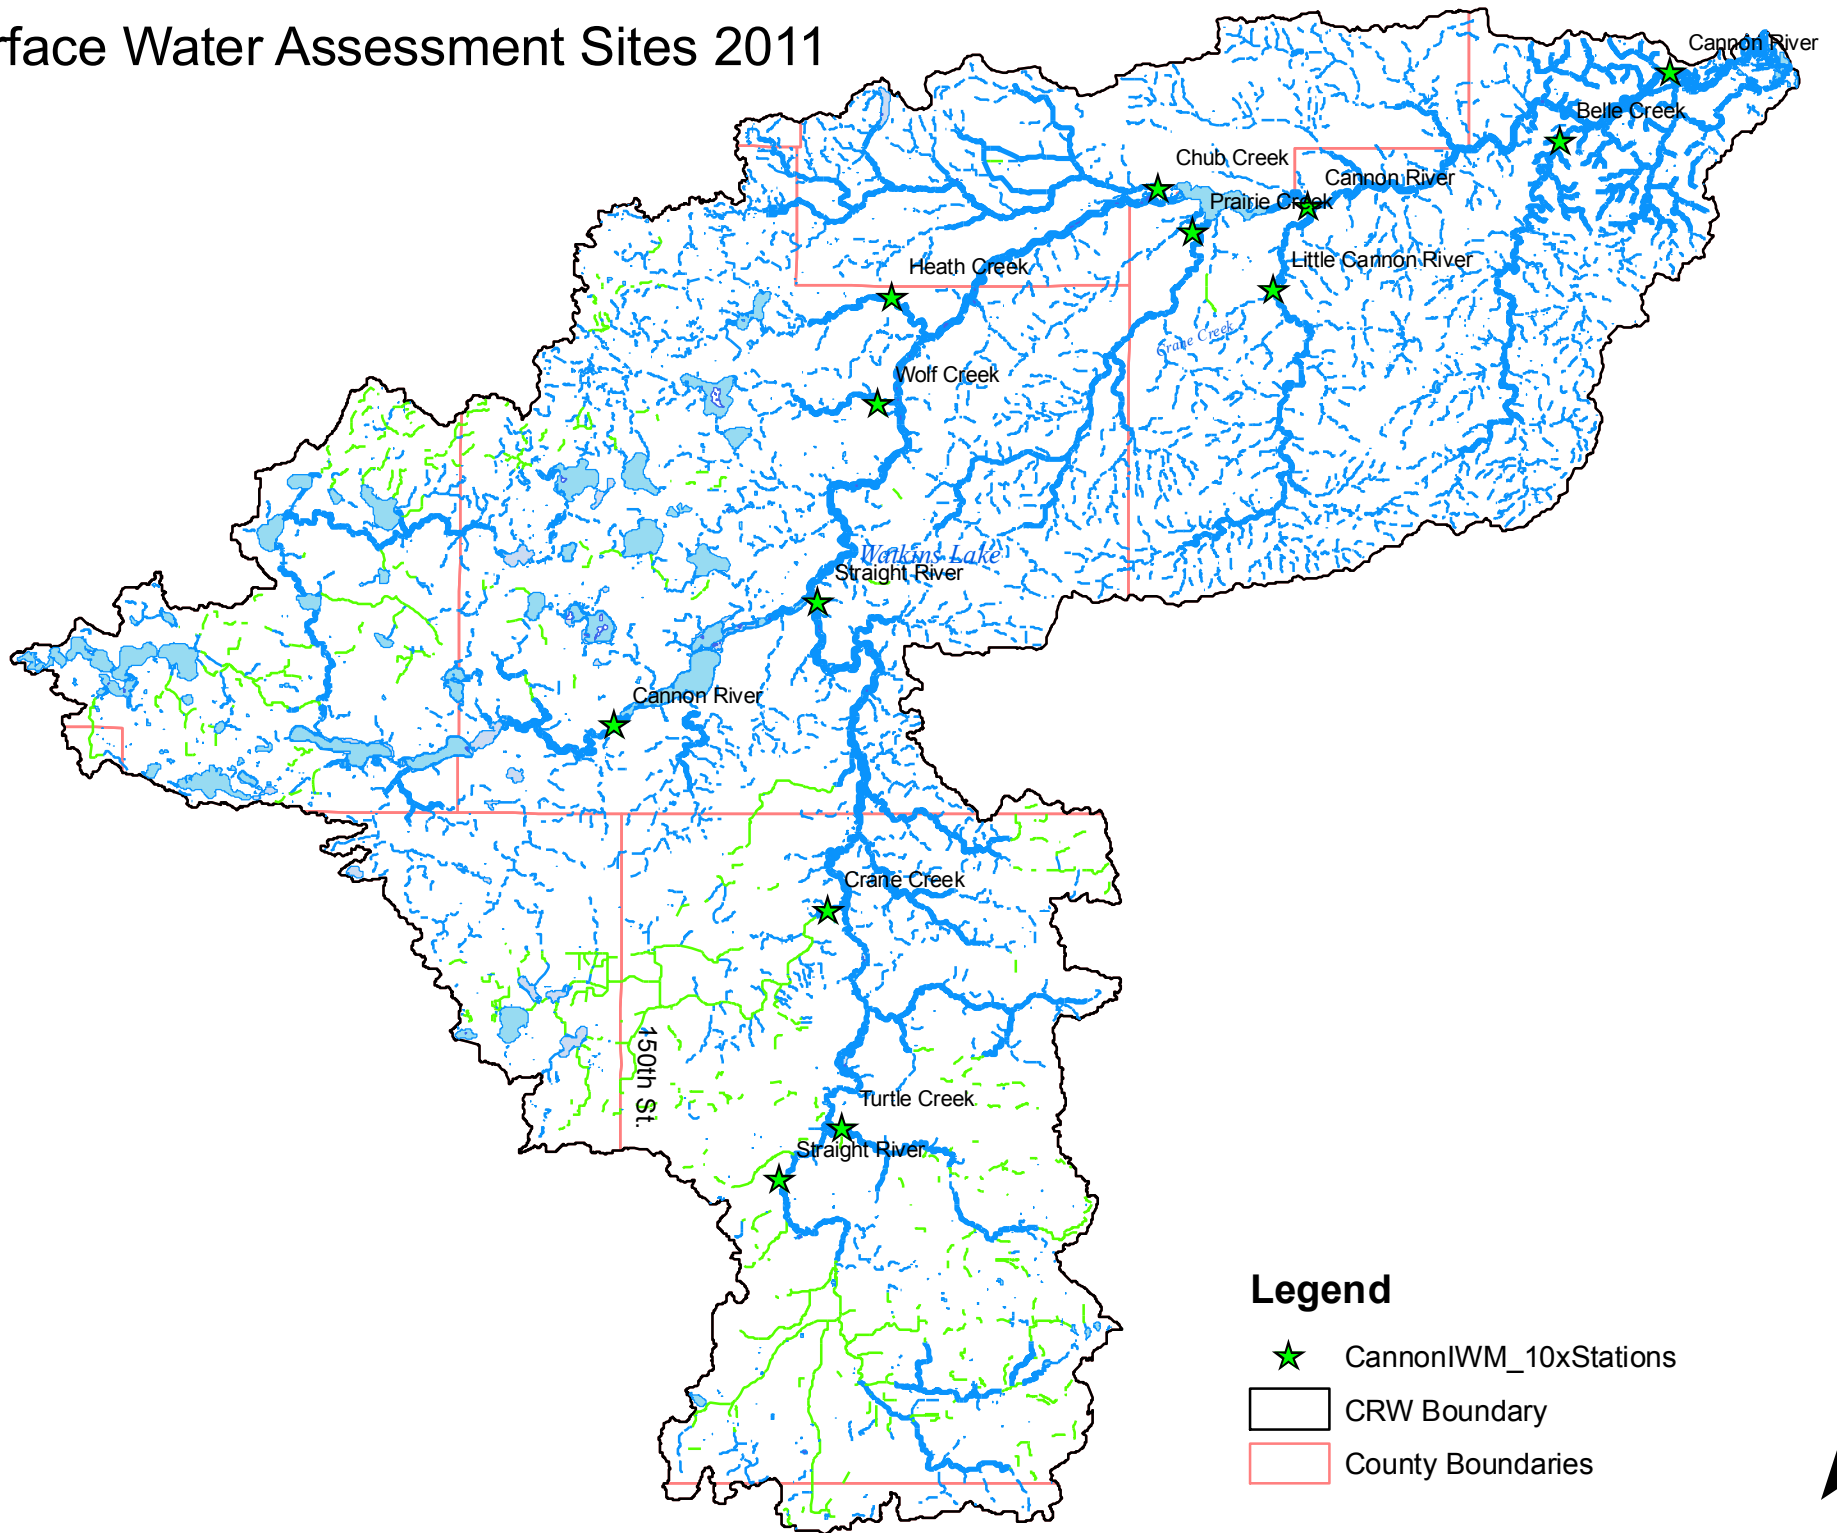 rface Water Assessment Sites 2011
Cannon River
Belle Creek
Chub Creek
Cannon River
Prairie Creek
Little Cannon River
Heath Creek
Crane Creek
Wolf Creek
Watkins Lake
Straight River
Cannon River
Crane Creek
150th St.
Turtle Creek
Straight River
Legend
CannonIWM_10xStations
CRW Boundary
County Boundaries